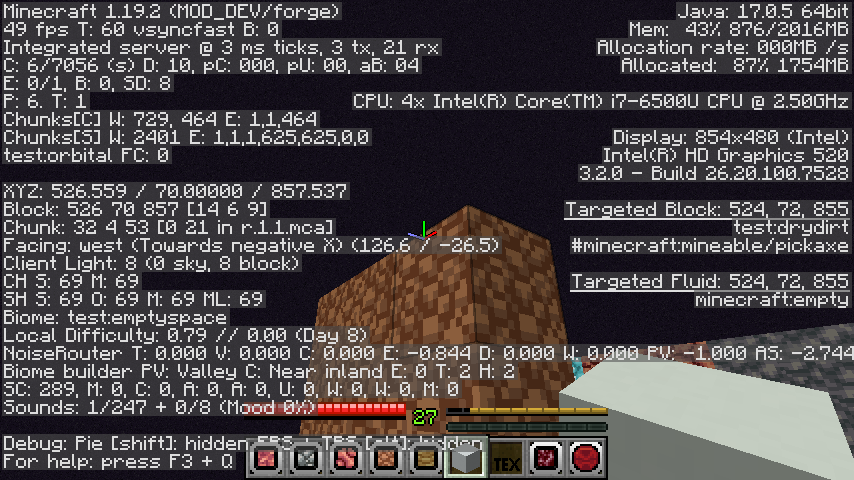 Minecraft 1.19.2 (MOD_DEV/forge)
49 fps T: 60 vsyncfast B: 0
Integrated server @ 3 ms ticks, 3 tx, 21 rx
C: 6/7056 (s) D: 10, pC: 000, pU: 00, aB: 04
E: 0/1, B: 0, SD: 8
P: 6. T: 1
Chunks[C] W: 729, 464 E: 1,1,464
Chunks[S] W: 2401 E: 1,1,1,625,625,0,0
test:orbital FC: 0
XYZ: 526.559 / 70.00000 / 857.537
Block: 526 70 857 [14 6 9]
Chunk: 32 4 53 [0 21 in r.1.1.mca]
Facing: west (Towards negative X) (126.6 / -26.5)
Client Light: 8 (0 sky, 8 block)
CH S: 69 M: 69
SH S: 69 O: 69 M: 69 ML: 69
Biome: test:emptyspace
Local Difficulty: 0.79 // 0.00 (Day 8)
NoiseRouter T: 0.000 V: 0.000 C: 0.000 E: -0.844 D: 0.000 W: 0.000 PV: -1.000 AS: -2.744
Biome builder PV: Valley C: Near inland E: 0 T: 2 H: 2
SC: 289, M: 0, C: 0, A: 0, A: 0, U: 0, W: 0, W: 0, M: 0
Sounds: 1/247 + 0/8 (Mood 0%)
Debug: Pie [shift]: hidden FPS + TPS [alt]: hidden
For help: press F3 + Q
Java: 17.0.5 64bit
Mem: 43% 876/2016MB
Allocation rate: 000MB /s
Allocated: 87% 1754MB
CPU: 4x Intel(R) Core(TM) i7-6500U CPU @ 2.50GHz
Display: 854x480 (Intel)
Intel(R) HD Graphics 520
3.2.0 - Build 26.20.100.7528
Targeted Block: 524, 72, 855
test:drydirt
#minecraft:mineable/pickaxe
Targeted Fluid: 524, 72, 855
minecraft:empty
27
TEX